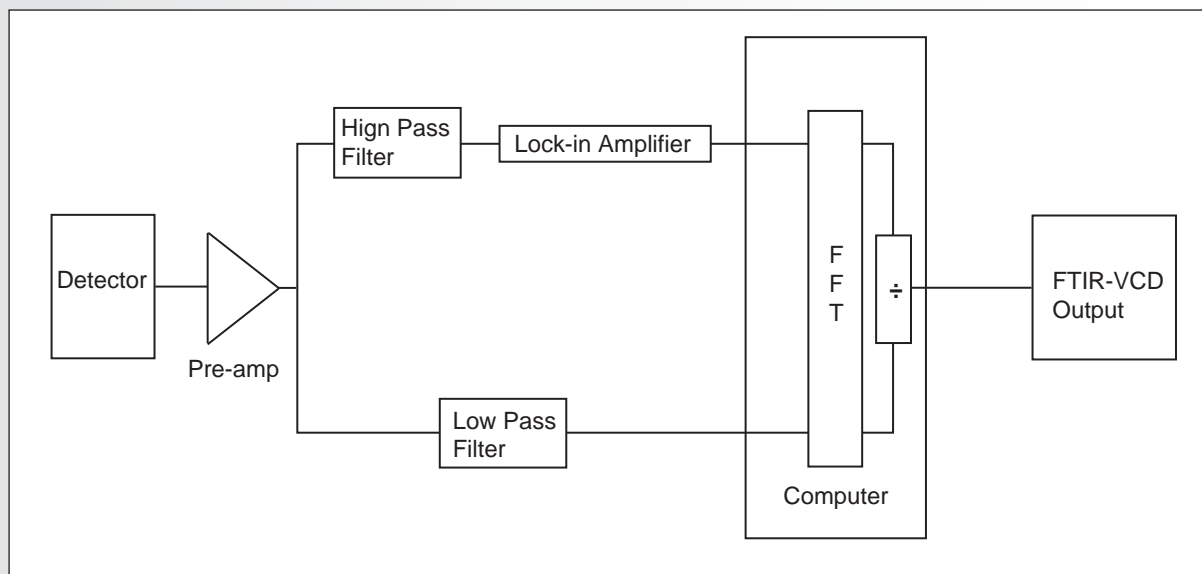 Hign Pass
Filter
Lock-in Amplifier
Detector
Pre-amp
F
F
T
÷
FTIR-VCD
Output
Low Pass
Filter
Computer